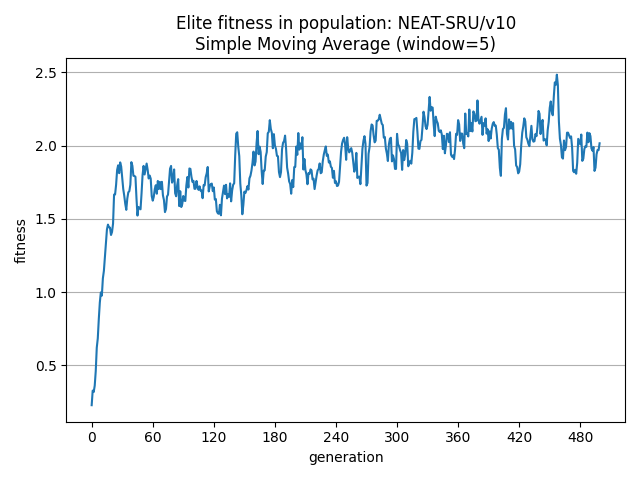 Elite fitness in population: NEAT-SRU/v10
Simple Moving Average (window=5)
2.5
2.0
1.5
1.0
0.5
fitness
0 60 120 180 240 300 360 420 480
generation